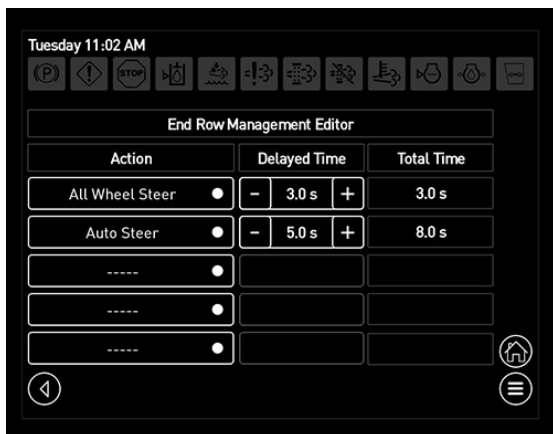 Tuesday 11:02 AM
(P) STOP
End Row Management Editor
Action Delayed Time Total Time
All Wheel Steer - 3.0 s + 3.0 s
Auto Steer - 5.0 s + 8.0 s
-----
-----
-----